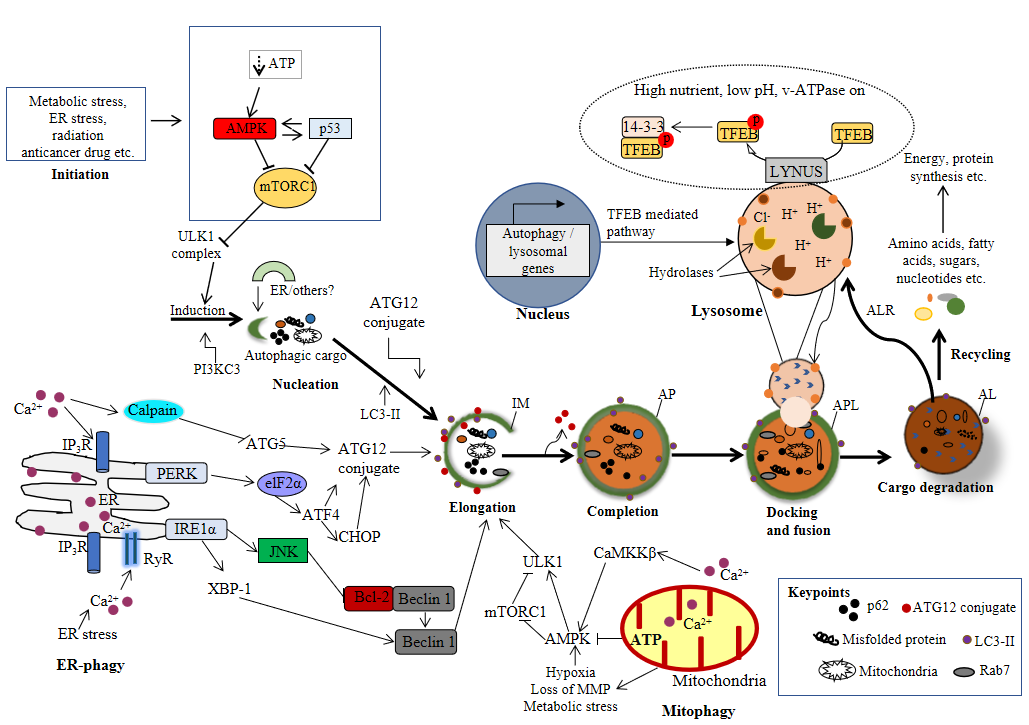 ATP
AMPK
p53
mTORC1
Metabolic stress,
ER stress,
radiation
anticancer drug etc.
Initiation
ULK1
complex
Induction
PI3KC3
ER/others?
Autophagic cargo
Nucleation
ATG12
conjugate
LC3-II
High nutrient, low pH, v-ATPase on
14-3-3
TFEB
P
TFEB
P
TFEB
LYNUS
Nucleus
Autophagy /
lysosomal
genes
TFEB mediated
pathway
Hydrolases
Cl-
H+
H+
H+
H+
Lysosome
Energy, protein
synthesis etc.
Amino acids, fatty
acids, sugars,
nucleotides etc.
ALR
Recycling
Ca2+
Calpain
IP3R
ATG5
ATG12
conjugate
PERK
eIF2α
ATF4
CHOP
ER
Ca2+
IP3R
RyR
IRE1α
JNK
XBP-1
Bcl-2
Beclin 1
Beclin 1
Ca2+
ER stress
ER-phagy
IM
Elongation
AP
Completion
APL
Docking
and fusion
AL
Cargo degradation
CaMKKβ
Ca2+
ULK1
mTORC1
AMPK
ATP
Ca2+
Mitochondria
Hypoxia
Loss of MMP
Metabolic stress
Mitophagy
Keypoints
p62
ATG12 conjugate
Misfolded protein
LC3-II
Mitochondria
Rab7